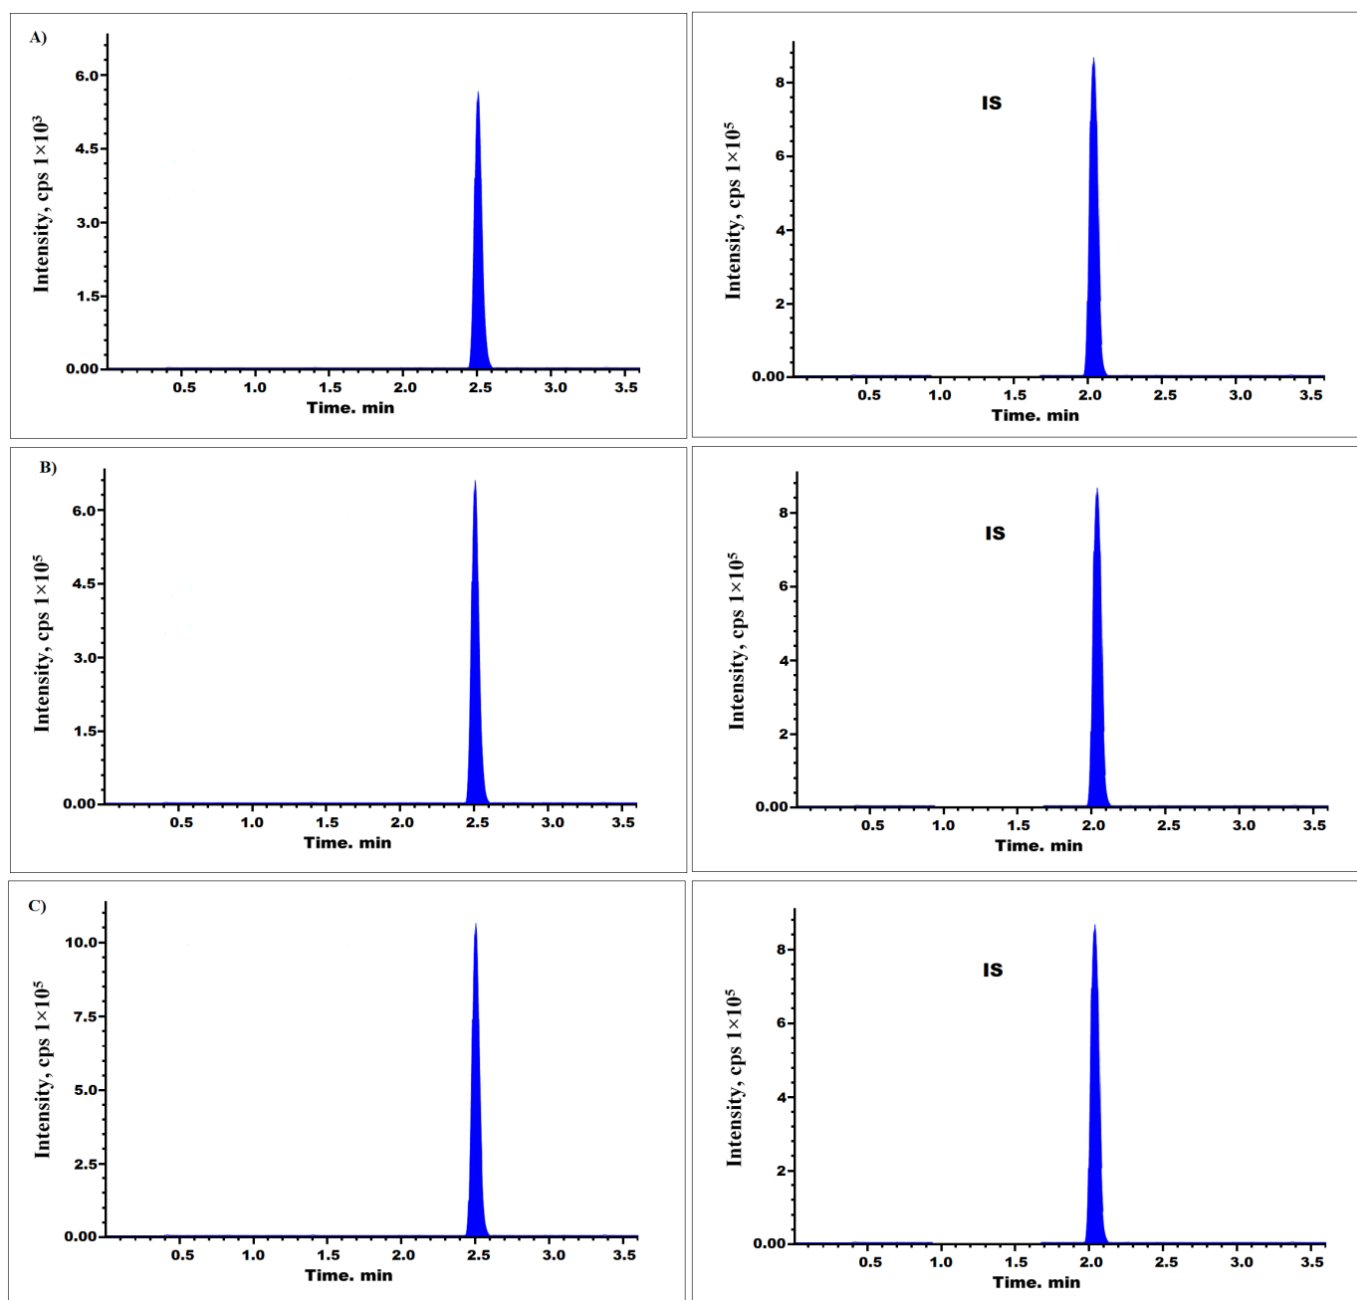 A)
Intensity, cps 1×10³
6.0
4.5
3.0
1.5
0.00
0.5 1.0 1.5 2.0 2.5 3.0 3.5
Time. min
IS
Intensity, cps 1×10⁵
8
6
4
2
0.00
0.5 1.0 1.5 2.0 2.5 3.0 3.5
Time. min
B)
Intensity, cps 1×10⁵
6.0
4.5
3.0
1.5
0.00
0.5 1.0 1.5 2.0 2.5 3.0 3.5
Time. min
IS
Intensity, cps 1×10⁵
8
6
4
2
0.00
0.5 1.0 1.5 2.0 2.5 3.0 3.5
Time. min
C)
Intensity, cps 1×10⁵
10.0
7.5
5.0
2.5
0.00
0.5 1.0 1.5 2.0 2.5 3.0 3.5
Time. min
IS
Intensity, cps 1×10⁵
8
6
4
2
0.00
0.5 1.0 1.5 2.0 2.5 3.0 3.5
Time. min